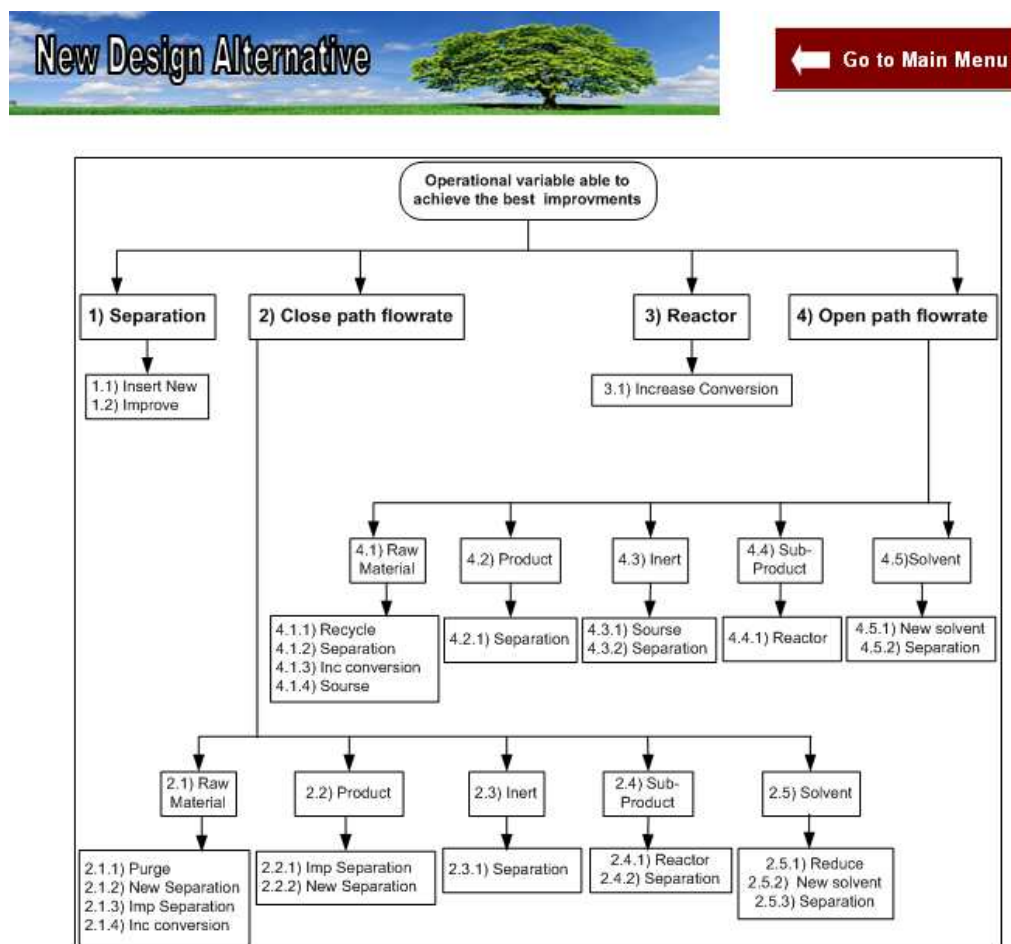 New Design Alternative
Go to Main Menu
Operational variable able to
achieve the best improvments
1) Separation
2) Close path flowrate
3) Reactor
4) Open path flowrate
1.1) Insert New
1.2) Improve
3.1) Increase Conversion
4.1) Raw
Material
4.2) Product
4.3) Inert
4.4) Sub-
Product
4.5)Solvent
4.1.1) Recycle
4.1.2) Separation
4.1.3) Inc conversion
4.1.4) Sourse
4.2.1) Separation
4.3.1) Sourse
4.3.2) Separation
4.4.1) Reactor
4.5.1) New solvent
4.5.2) Separation
2.1) Raw
Material
2.2) Product
2.3) Inert
2.4) Sub-
Product
2.5) Solvent
2.1.1) Purge
2.1.2) New Separation
2.1.3) Imp Separation
2.1.4) Inc conversion
2.2.1) Imp Separation
2.2.2) New Separation
2.3.1) Separation
2.4.1) Reactor
2.4.2) Separation
2.5.1) Reduce
2.5.2) New solvent
2.5.3) Separation